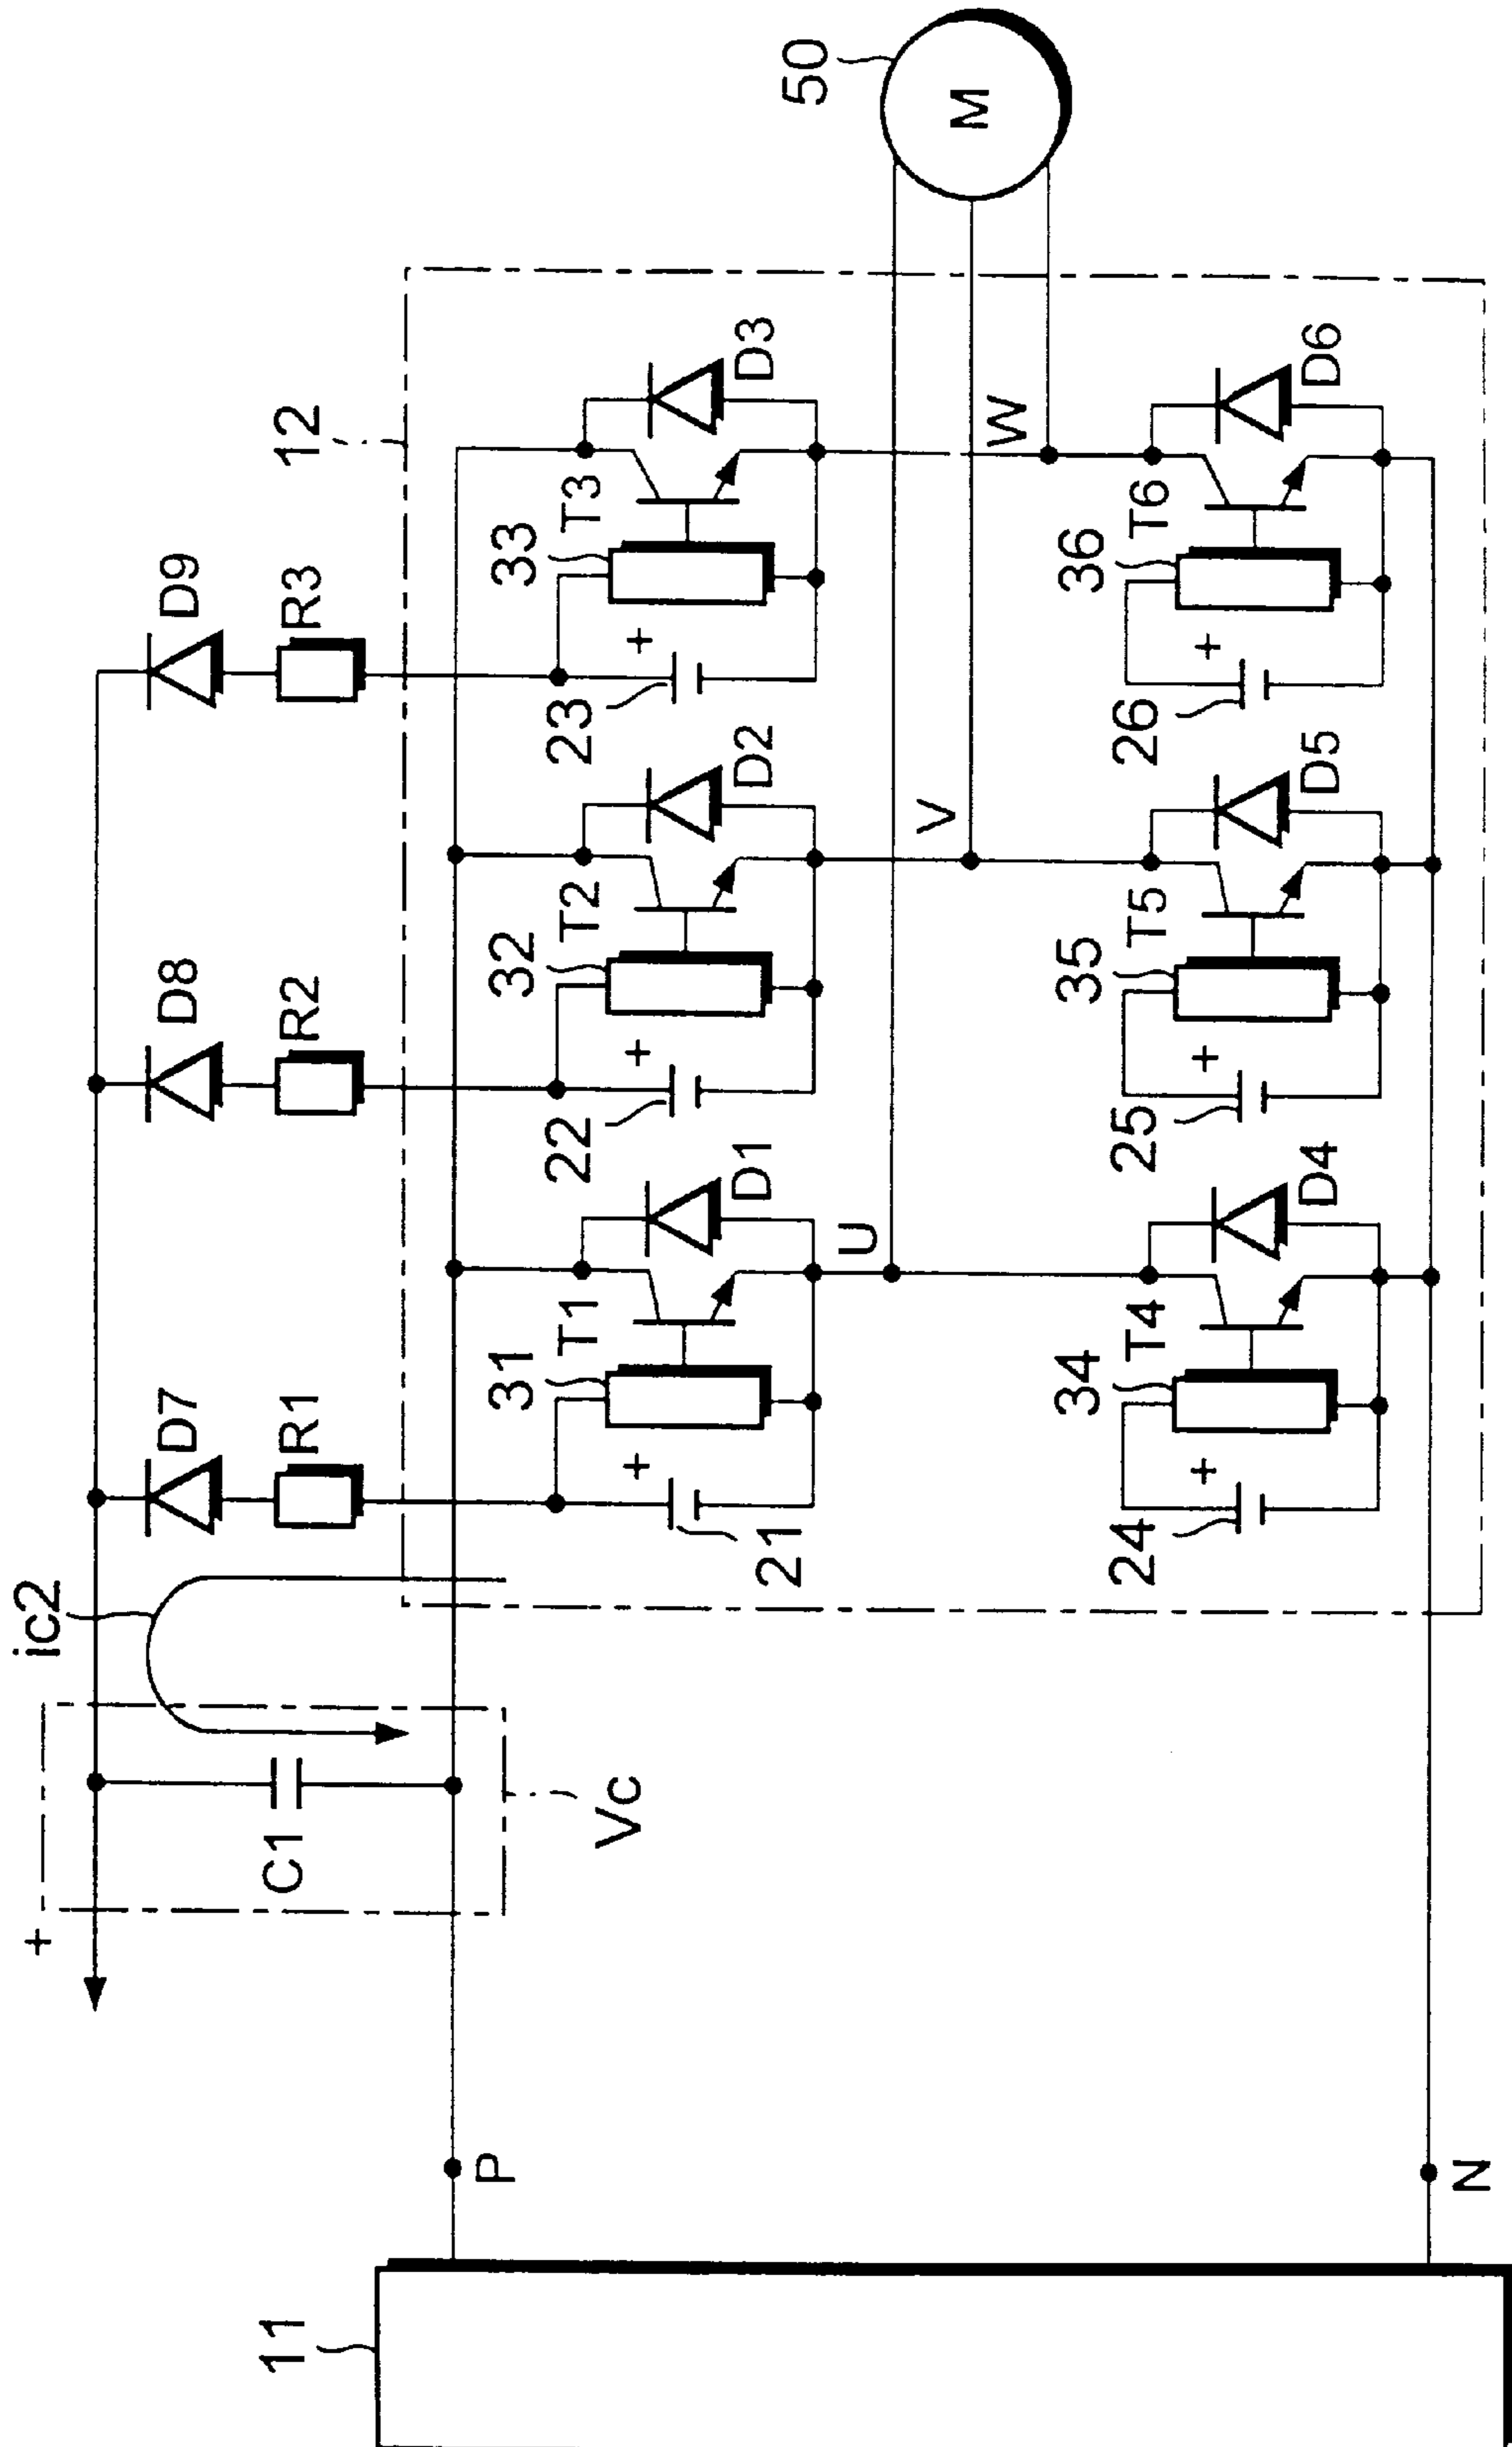 +
ic2
D7
D8
D9
11
C1
R1
R2
R3
12
P
31
32
33
T1
T2
T3
22
23
Vc
+
+
+
21
D1
D2
D3
50
U
V
M
W
34
35
36
T4
T5
T6
24
25
26
+
+
+
D4
D5
D6
N